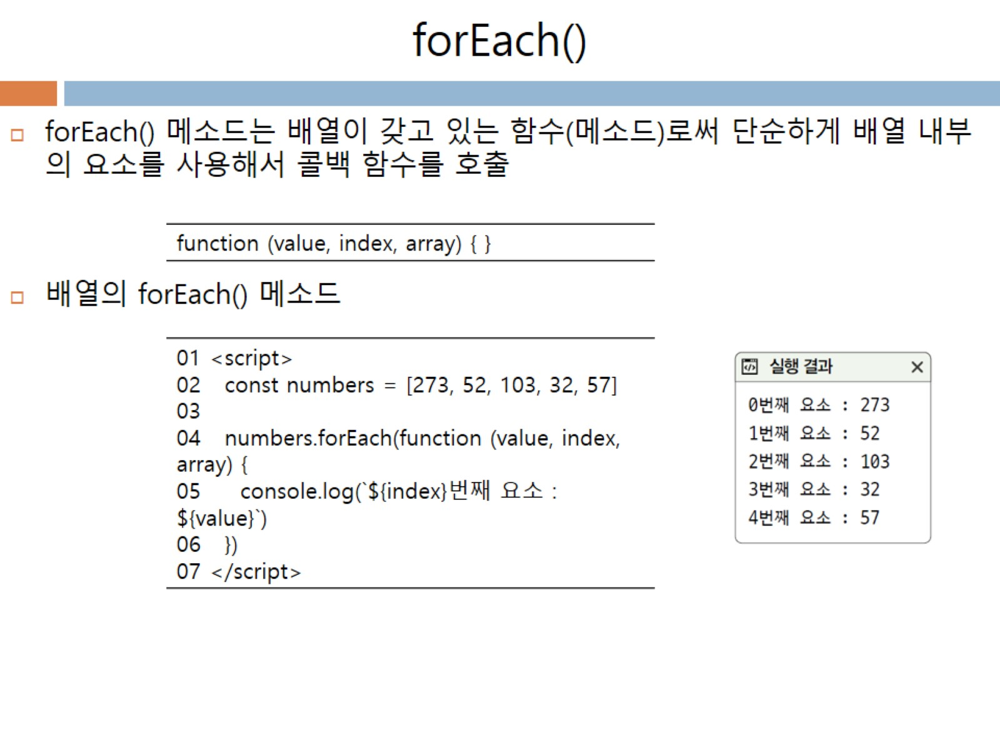 forEach()
forEach() 메소드는 배열이 갖고 있는 함수(메소드)로써 단순하게 배열 내부
의 요소를 사용해서 콜백 함수를 호출
function (value, index, array) { }
배열의 forEach() 메소드
01 <script>
02 const numbers = [273, 52, 103, 32, 57]
03
04 numbers.forEach(function (value, index,
array) {
05 console.log(`${index}번째 요소 :
${value}`)
06 })
07 </script>
실행 결과
0번째 요소 : 273
1번째 요소 : 52
2번째 요소 : 103
3번째 요소 : 32
4번째 요소 : 57